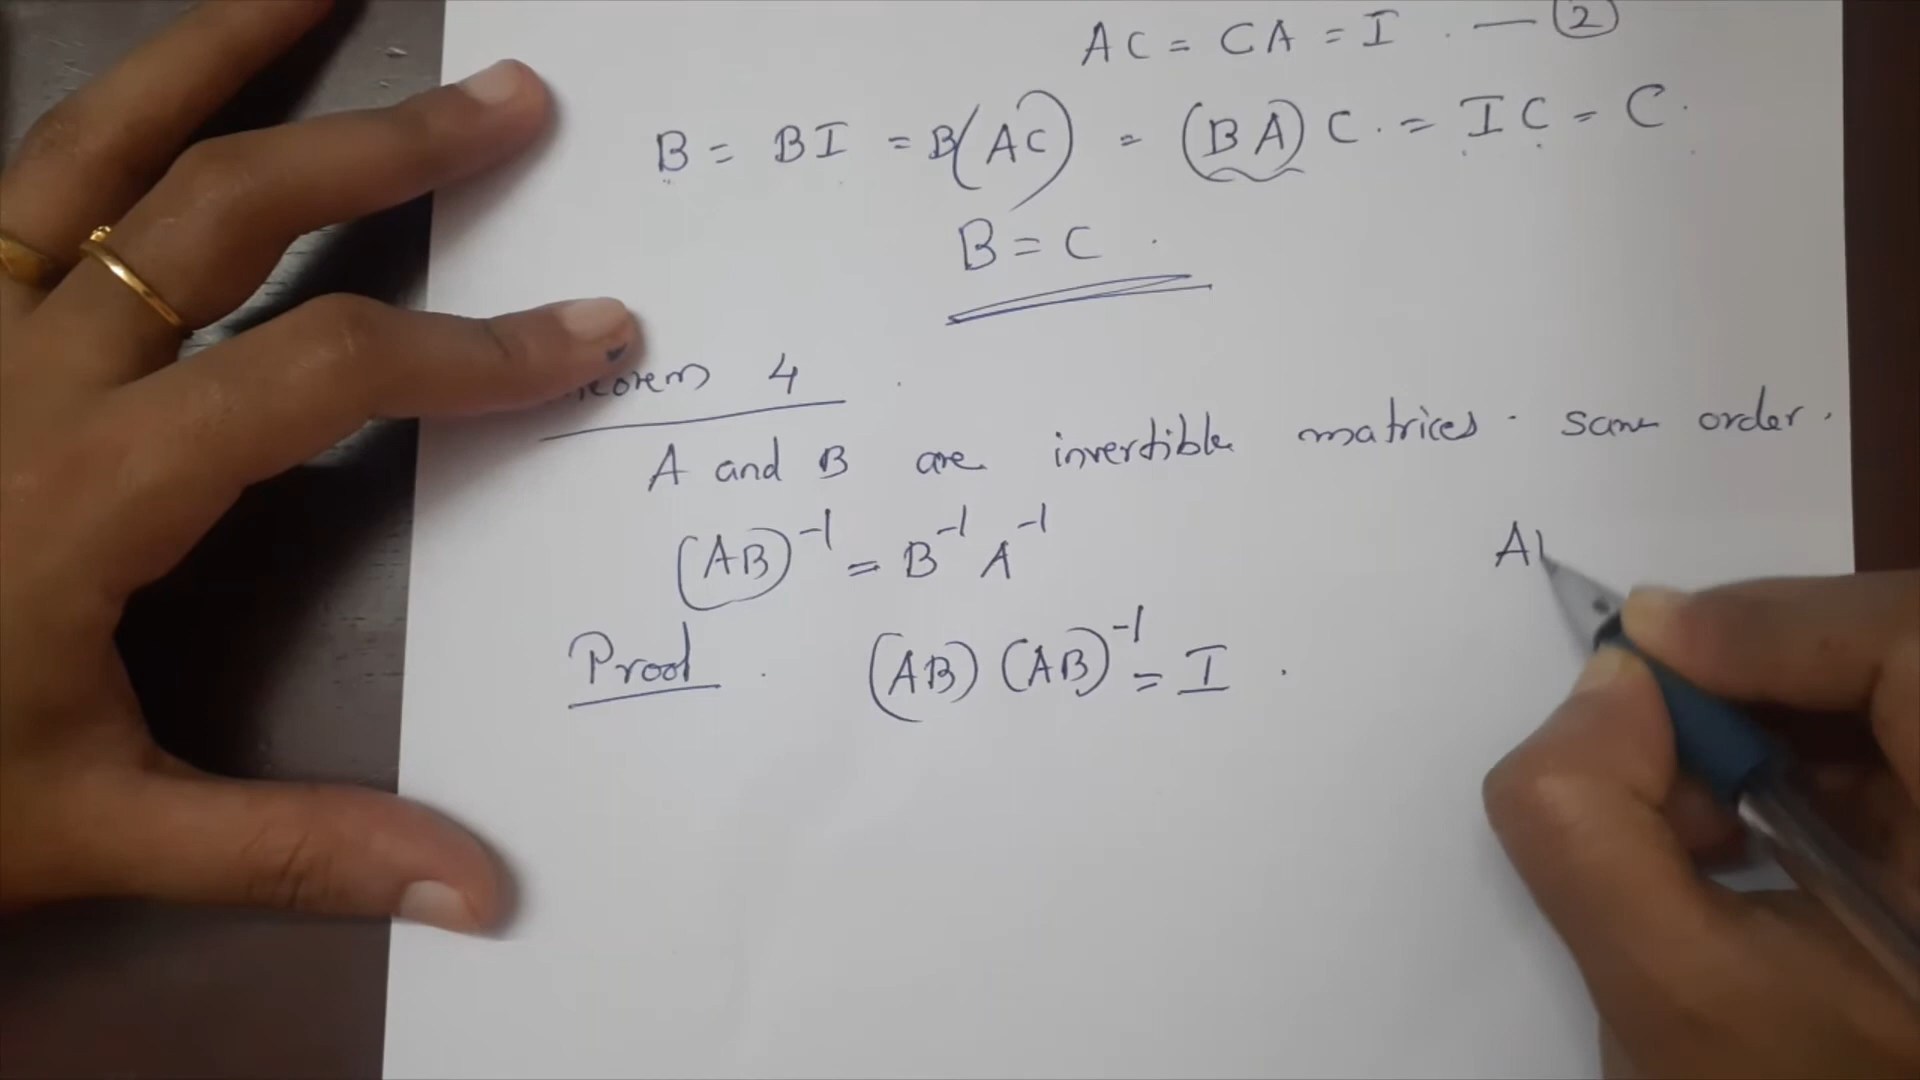 AC = CA = I . — ②
B = BI = B(AC) = (BA) C . = IC = C .
B = C .
eorem 4
A and B are invertible matrices . same order .
(AB)⁻¹ = B⁻¹ A⁻¹
Proof . (AB) (AB)⁻¹ = I .
A